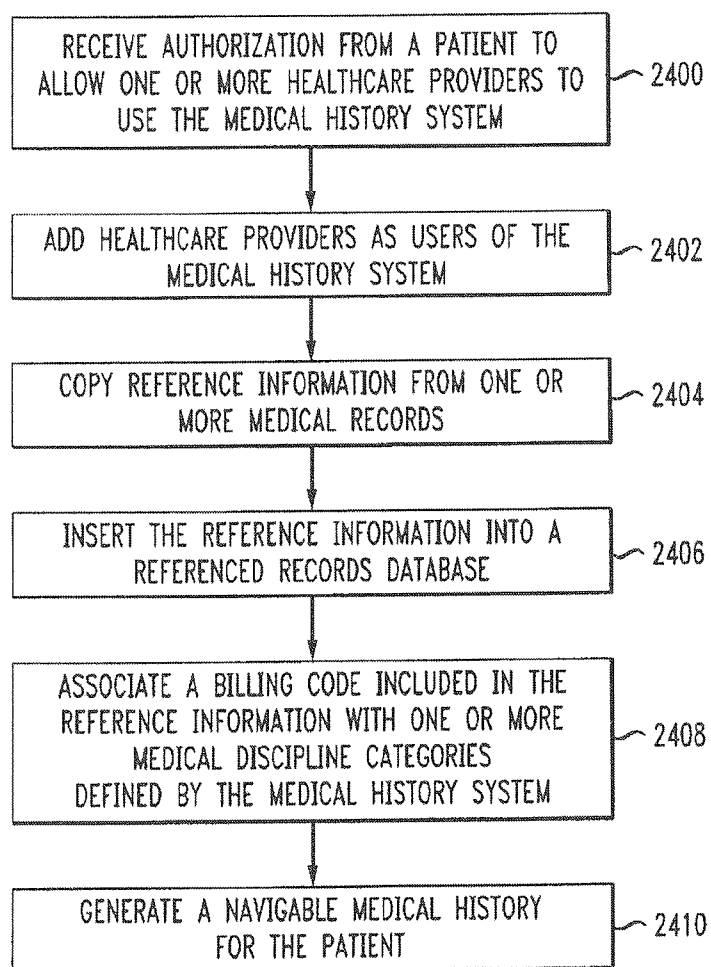 RECEIVE AUTHORIZATION FROM A PATIENT TO
ALLOW ONE OR MORE HEALTHCARE PROVIDERS TO
USE THE MEDICAL HISTORY SYSTEM
2400
ADD HEALTHCARE PROVIDERS AS USERS OF THE
MEDICAL HISTORY SYSTEM
2402
COPY REFERENCE INFORMATION FROM ONE OR
MORE MEDICAL RECORDS
2404
INSERT THE REFERENCE INFORMATION INTO A
REFERENCED RECORDS DATABASE
2406
ASSOCIATE A BILLING CODE INCLUDED IN THE
REFERENCE INFORMATION WITH ONE OR MORE
MEDICAL DISCIPLINE CATEGORIES
DEFINED BY THE MEDICAL HISTORY SYSTEM
2408
GENERATE A NAVIGABLE MEDICAL HISTORY
FOR THE PATIENT
2410